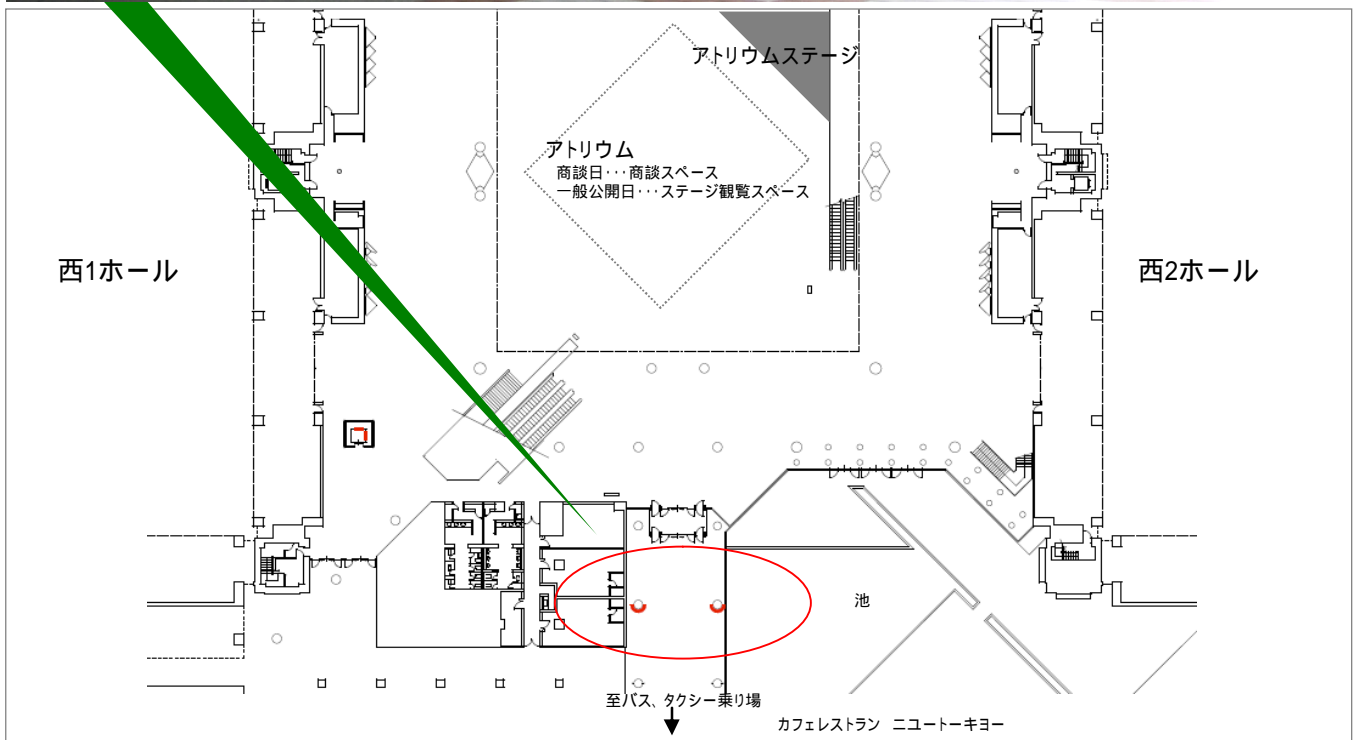 アトリウムステージ
アトリウム
商談日･･･商談スペース
一般公開日･･･ステージ観覧スペース
西1ホール
西2ホール
池
至バス、タクシー乗り場
カフェレストラン ニユートーキヨー